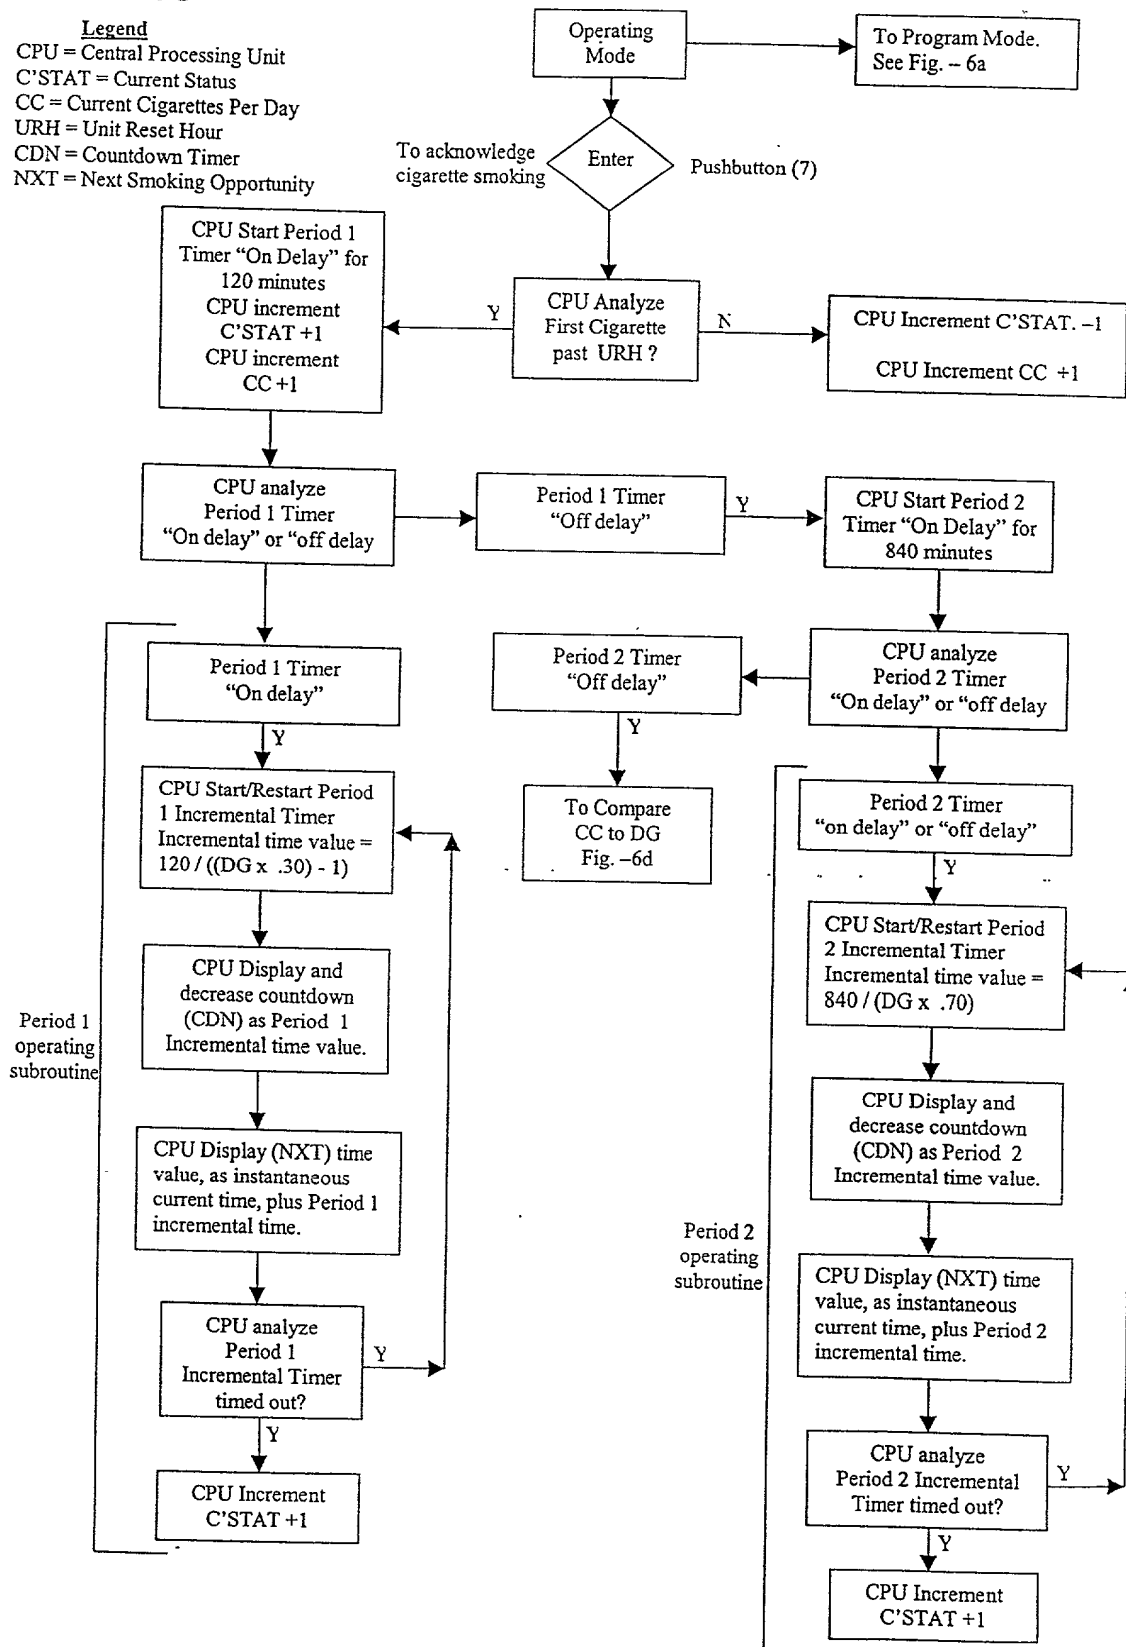 Legend
CPU = Central Processing Unit
C'STAT = Current Status
CC = Current Cigarettes Per Day
URH = Unit Reset Hour
CDN = Countdown Timer
NXT = Next Smoking Opportunity
Operating
Mode
To Program Mode.
See Fig. – 6a
To acknowledge
cigarette smoking
Enter
Pushbutton (7)
CPU Start Period 1
Timer “On Delay” for
120 minutes
CPU increment
C'STAT +1
CPU increment
CC +1
Y
CPU Analyze
First Cigarette
past URH ?
N
CPU Increment C'STAT. –1
CPU Increment CC +1
CPU analyze
Period 1 Timer
“On delay” or “off delay
Period 1 Timer
“Off delay”
Y
CPU Start Period 2
Timer “On Delay” for
840 minutes
Period 1 Timer
“On delay”
Y
Period 2 Timer
“Off delay”
Y
CPU analyze
Period 2 Timer
“On delay” or “off delay
CPU Start/Restart Period
1 Incremental Timer
Incremental time value =
120 / ((DG x .30) - 1)
To Compare
CC to DG
Fig. –6d
Period 2 Timer
“on delay” or “off delay”
Y
CPU Start/Restart Period
2 Incremental Timer
Incremental time value =
840 / (DG x .70)
CPU Display and
decrease countdown
(CDN) as Period 1
Incremental time value.
Period 1
operating
subroutine
CPU Display and
decrease countdown
(CDN) as Period 2
Incremental time value.
CPU Display (NXT) time
value, as instantaneous
current time, plus Period 1
incremental time.
Period 2
operating
subroutine
CPU Display (NXT) time
value, as instantaneous
current time, plus Period 2
incremental time.
CPU analyze
Period 1
Incremental Timer
timed out?
Y
Y
CPU Increment
C'STAT +1
CPU analyze
Period 2 Incremental
Timer timed out?
Y
Y
CPU Increment
C'STAT +1